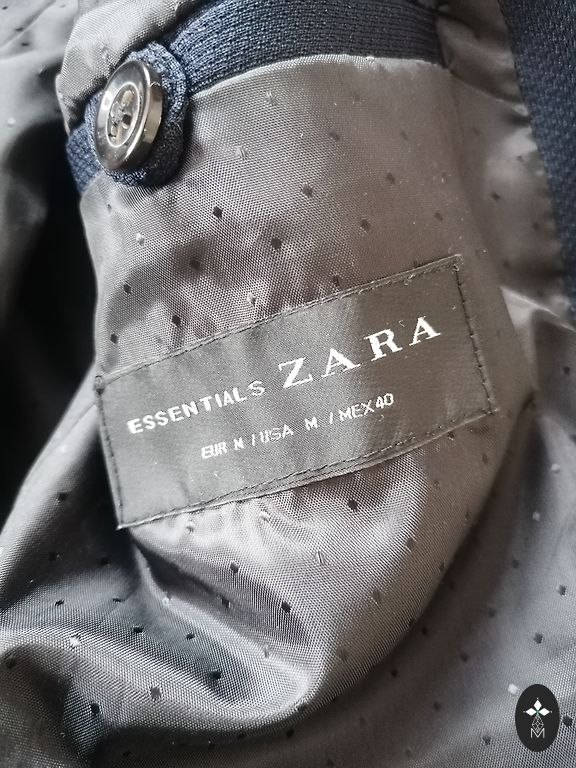 ESSENTIALS ZARA
EUR M / USA M / MEX 40
M